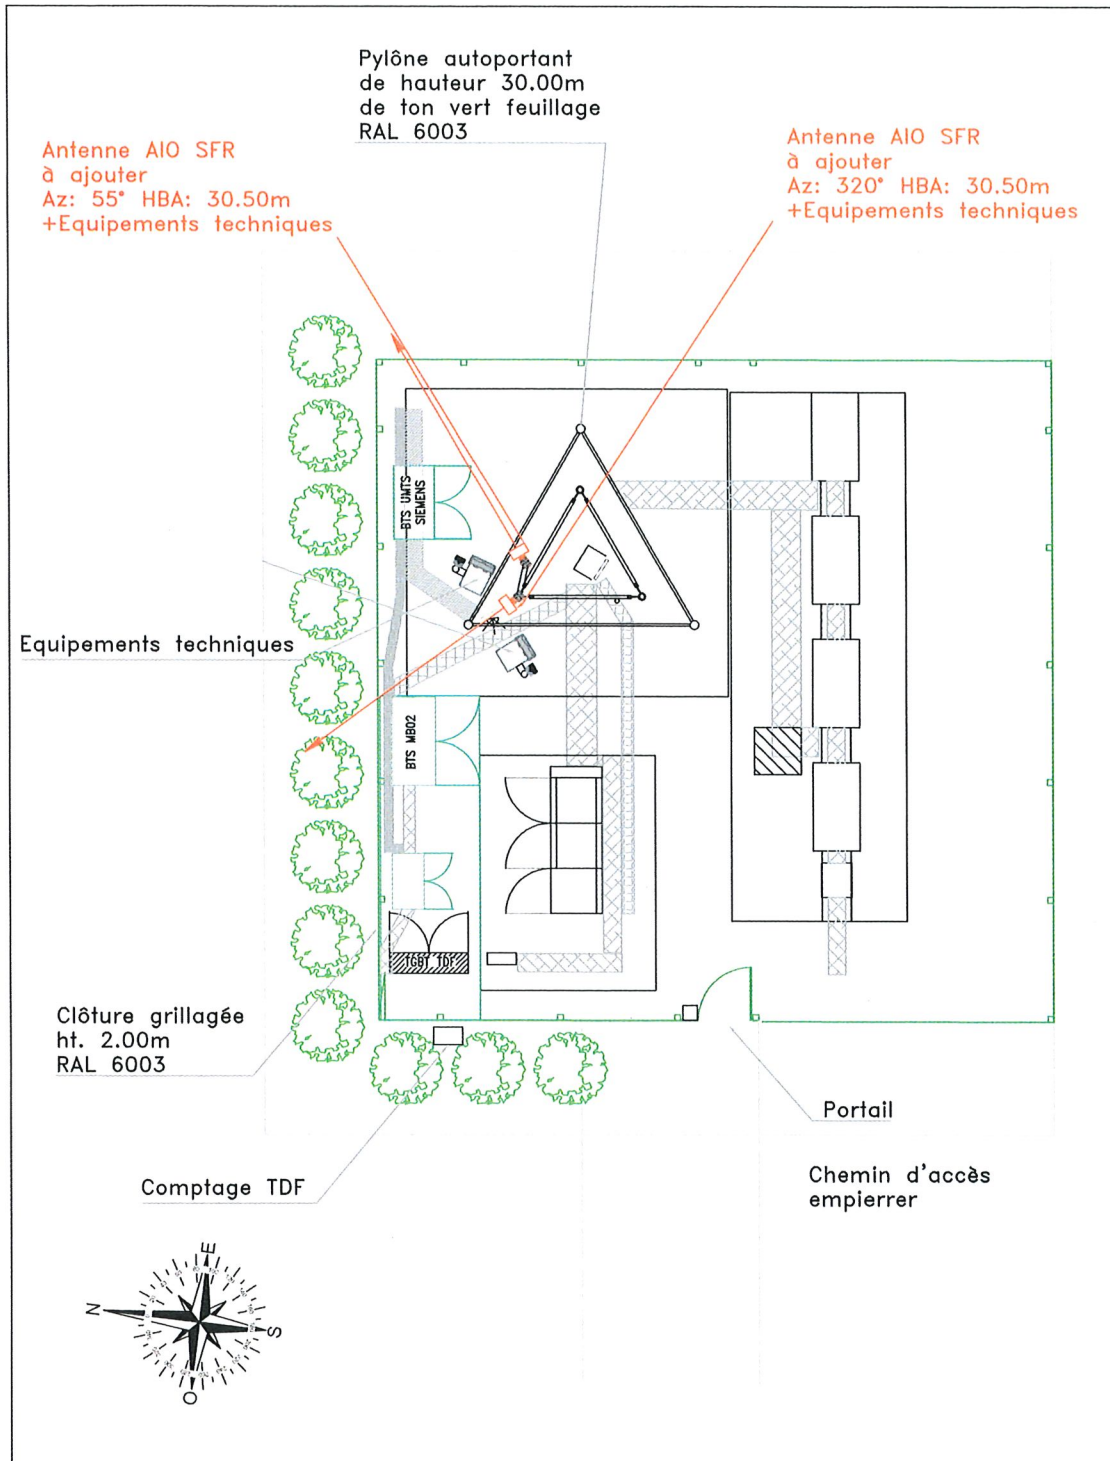 Pylône autoportant
de hauteur 30.00m
de ton vert feuillage
RAL 6003
Antenne AIO SFR
à ajouter
Az: 55° HBA: 30.50m
+Equipements techniques
Antenne AIO SFR
à ajouter
Az: 320° HBA: 30.50m
+Equipements techniques
BTS UMTS
SIEMENS
Equipements techniques
BTS MBO2
TGBT TDF
Clôture grillagée
ht. 2.00m
RAL 6003
Portail
Comptage TDF
Chemin d'accès
empierrer
E
N
S
O